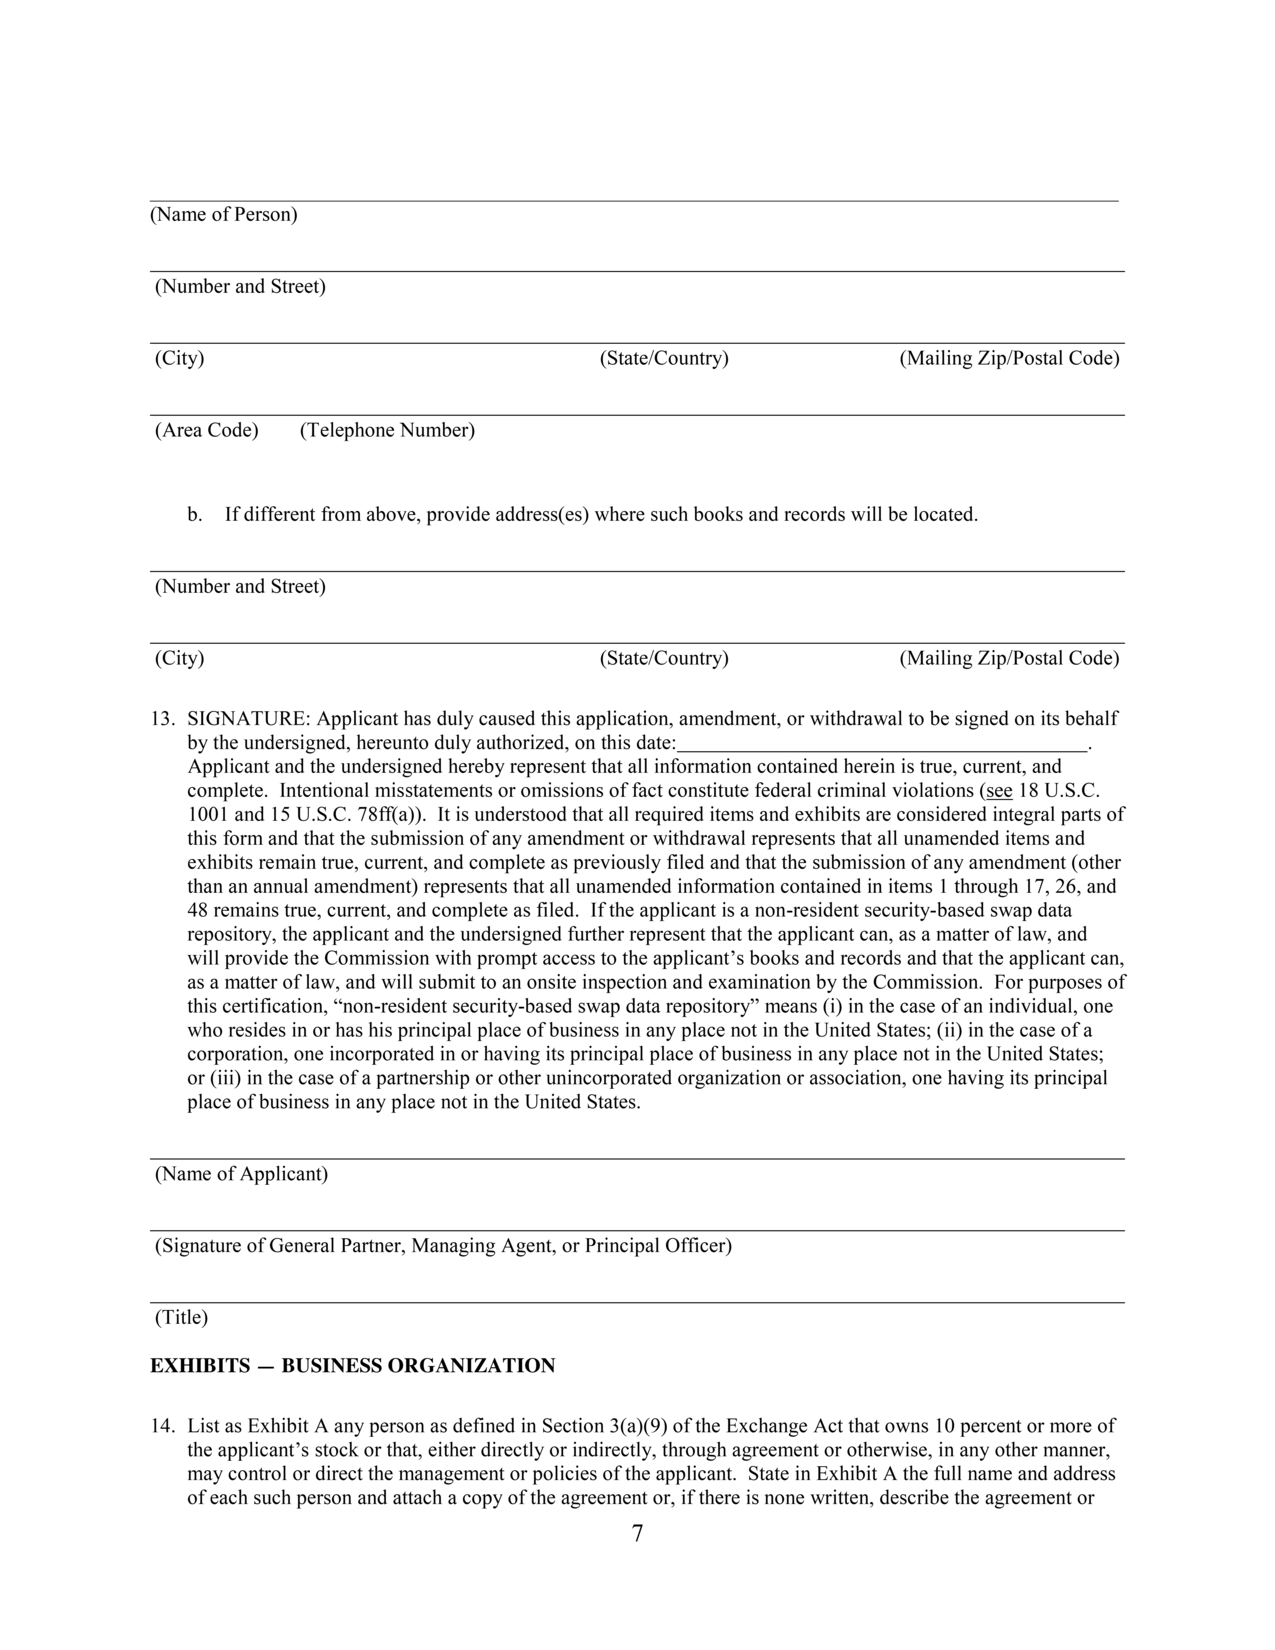 (Name of Person)
(Number and Street)
(City) (State/Country) (Mailing Zip/Postal Code)
(Area Code) (Telephone Number)
b. If different from above, provide address(es) where such books and records will be located.
(Number and Street)
(City) (State/Country) (Mailing Zip/Postal Code)
13. SIGNATURE: Applicant has duly caused this application, amendment, or withdrawal to be signed on its behalf
by the undersigned, hereunto duly authorized, on this date:_______________________________________.
Applicant and the undersigned hereby represent that all information contained herein is true, current, and
complete. Intentional misstatements or omissions of fact constitute federal criminal violations (see 18 U.S.C.
1001 and 15 U.S.C. 78ff(a)). It is understood that all required items and exhibits are considered integral parts of
this form and that the submission of any amendment or withdrawal represents that all unamended items and
exhibits remain true, current, and complete as previously filed and that the submission of any amendment (other
than an annual amendment) represents that all unamended information contained in items 1 through 17, 26, and
48 remains true, current, and complete as filed. If the applicant is a non-resident security-based swap data
repository, the applicant and the undersigned further represent that the applicant can, as a matter of law, and
will provide the Commission with prompt access to the applicant’s books and records and that the applicant can,
as a matter of law, and will submit to an onsite inspection and examination by the Commission. For purposes of
this certification, “non-resident security-based swap data repository” means (i) in the case of an individual, one
who resides in or has his principal place of business in any place not in the United States; (ii) in the case of a
corporation, one incorporated in or having its principal place of business in any place not in the United States;
or (iii) in the case of a partnership or other unincorporated organization or association, one having its principal
place of business in any place not in the United States.
(Name of Applicant)
(Signature of General Partner, Managing Agent, or Principal Officer)
(Title)
EXHIBITS — BUSINESS ORGANIZATION
14. List as Exhibit A any person as defined in Section 3(a)(9) of the Exchange Act that owns 10 percent or more of
the applicant’s stock or that, either directly or indirectly, through agreement or otherwise, in any other manner,
may control or direct the management or policies of the applicant. State in Exhibit A the full name and address
of each such person and attach a copy of the agreement or, if there is none written, describe the agreement or
7